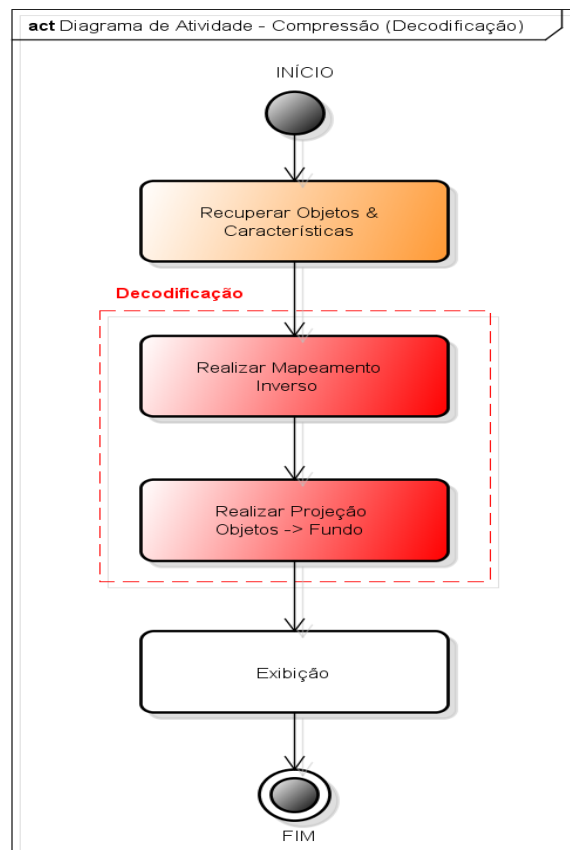 act Diagrama de Atividade - Compressão (Decodificação)
INÍCIO
Recuperar Objetos &
Características
Decodificação
Realizar Mapeamento
Inverso
Realizar Projeção
Objetos -> Fundo
Exibição
FIM